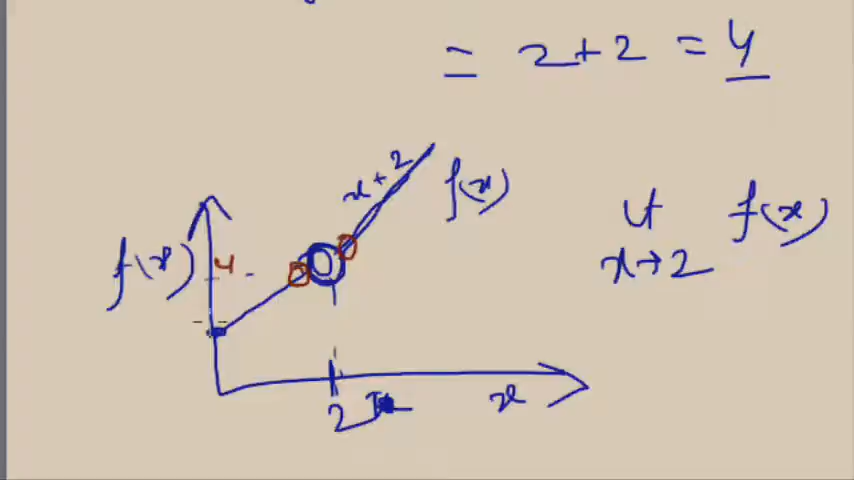 = 2+2 = 4
x+2
f(x)
lt f(x)
x→2
f(x)
4
2
x